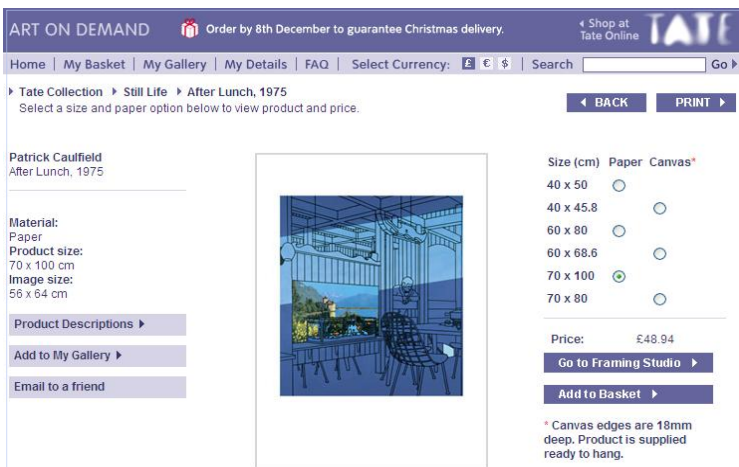 ART ON DEMAND
Order by 8th December to guarantee Christmas delivery.
Shop at
Tate Online
TATE
Home | My Basket | My Gallery | My Details | FAQ | Select Currency: £ € $ | Search Go
Tate Collection Still Life After Lunch, 1975
Select a size and paper option below to view product and price.
BACK
PRINT
Patrick Caulfield
After Lunch, 1975
Material:
Paper
Product size:
70 x 100 cm
Image size:
56 x 64 cm
Product Descriptions
Add to My Gallery
Email to a friend
Size (cm) Paper Canvas*
40 x 50
40 x 45.8
60 x 80
60 x 68.6
70 x 100
70 x 80
Price: £48.94
Go to Framing Studio
Add to Basket
* Canvas edges are 18mm
deep. Product is supplied
ready to hang.